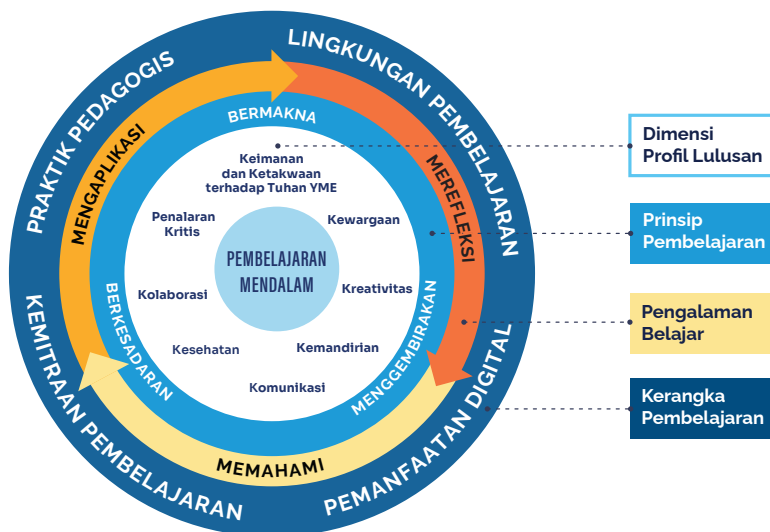 PRAKTIK PEDAGOGIS
LINGKUNGAN PEMBELAJARAN
KEMITRAAN PEMBELAJARAN
PEMANFAATAN DIGITAL
MENGAPLIKASI
MEREFLEKSI
MEMAHAMI
BERMAKNA
BERKESADARAN
MENGGEMBIRAKAN
Keimanan
dan Ketakwaan
terhadap Tuhan YME
Penalaran
Kritis
Kewargaan
Kolaborasi
Kreativitas
Kesehatan
Kemandirian
Komunikasi
PEMBELAJARAN
MENDALAM
Dimensi
Profil Lulusan
Prinsip
Pembelajaran
Pengalaman
Belajar
Kerangka
Pembelajaran